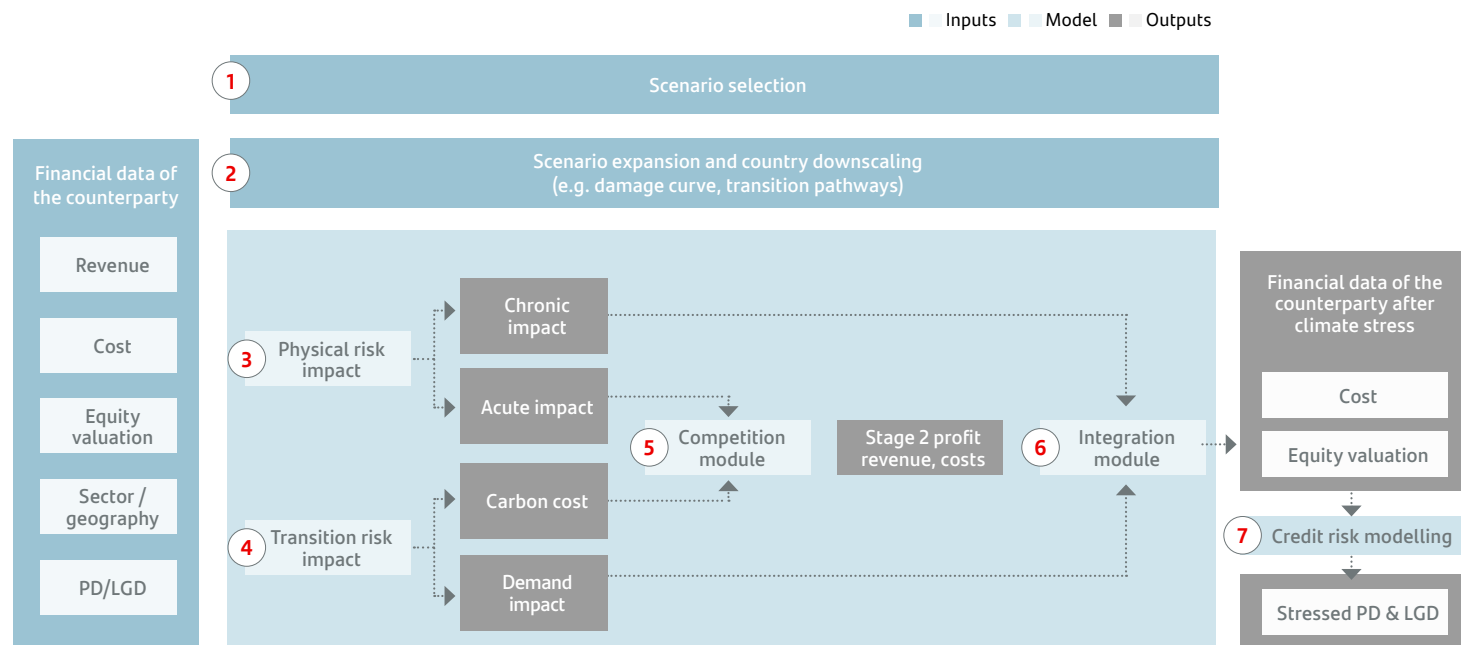 Inputs
Model
Outputs
1
Scenario selection
2
Scenario expansion and country downscaling
(e.g. damage curve, transition pathways)
Financial data of
the counterparty
Revenue
Cost
Equity
valuation
Sector /
geography
PD/LGD
3
Physical risk
impact
Chronic
impact
Acute impact
4
Transition risk
impact
Carbon cost
Demand
impact
5
Competition
module
Stage 2 profit
revenue, costs
6
Integration
module
Financial data of the
counterparty after
climate stress
Cost
Equity valuation
7
Credit risk modelling
Stressed PD & LGD